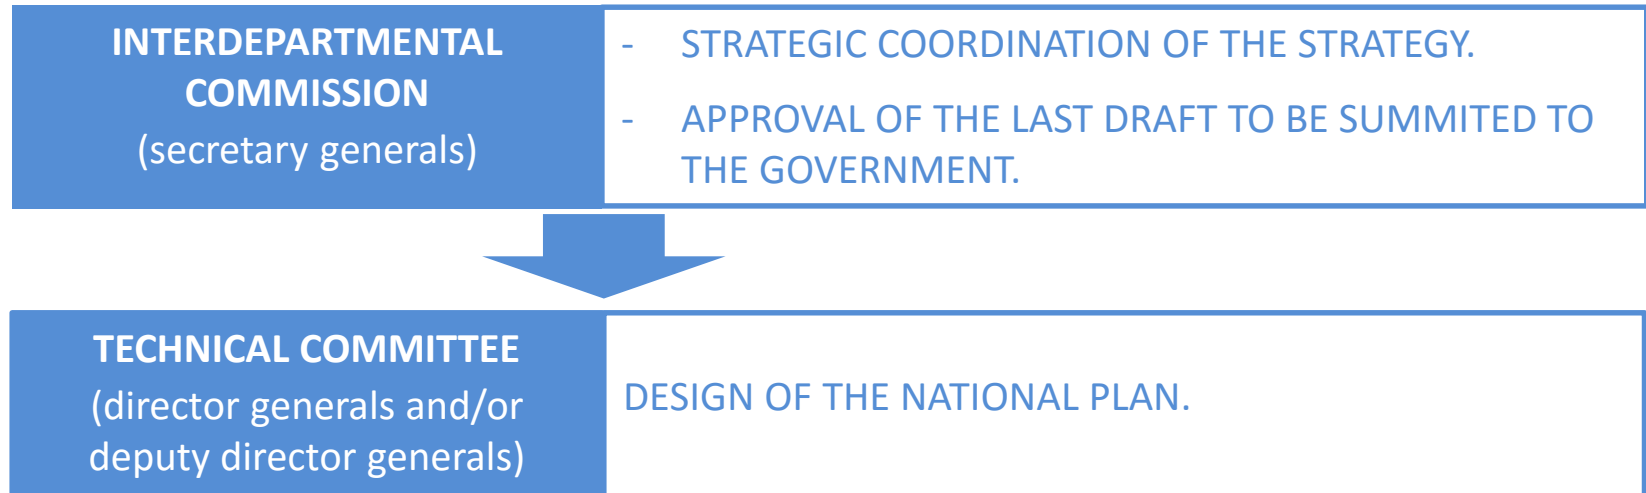 INTERDEPARTMENTAL
COMMISSION
(secretary generals)
- STRATEGIC COORDINATION OF THE STRATEGY.
- APPROVAL OF THE LAST DRAFT TO BE SUMMITED TO
THE GOVERNMENT.
TECHNICAL COMMITTEE
(director generals and/or
deputy director generals)
DESIGN OF THE NATIONAL PLAN.